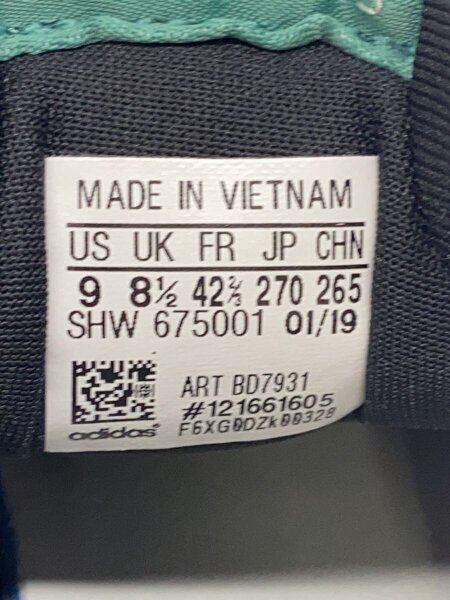 MADE IN VIETNAM
US UK FR JP CHN
9 8½ 42⅔ 270 265
SHW 675001 01/19
ART BD7931
#121661605
F6XG0DZk00328
adidas